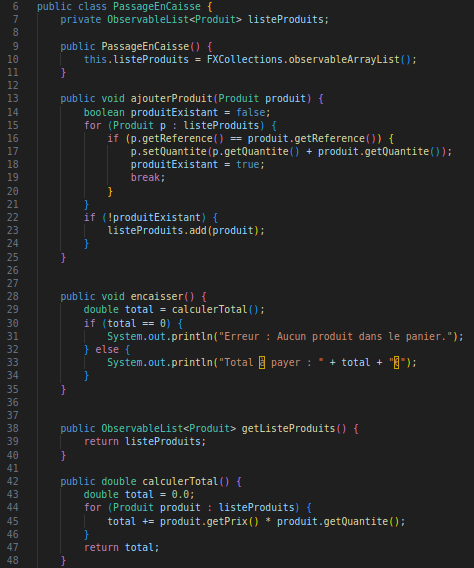 6 public class PassageEnCaisse {
7 private ObservableList<Produit> listeProduits;
8
9 public PassageEnCaisse() {
10 this.listeProduits = FXCollections.observableArrayList();
11 }
12
13 public void ajouterProduit(Produit produit) {
14 boolean produitExistant = false;
15 for (Produit p : listeProduits) {
16 if (p.getReference() == produit.getReference()) {
17 p.setQuantite(p.getQuantite() + produit.getQuantite());
18 produitExistant = true;
19 break;
20 }
21 }
22 if (!produitExistant) {
23 listeProduits.add(produit);
24 }
25 }
26
27
28 public void encaisser() {
29 double total = calculerTotal();
30 if (total == 0) {
31 System.out.println("Erreur : Aucun produit dans le panier.");
32 } else {
33 System.out.println("Total à payer : " + total + "€");
34 }
35 }
36
37
38 public ObservableList<Produit> getListeProduits() {
39 return listeProduits;
40 }
41
42 public double calculerTotal() {
43 double total = 0.0;
44 for (Produit produit : listeProduits) {
45 total += produit.getPrix() * produit.getQuantite();
46 }
47 return total;
48 }